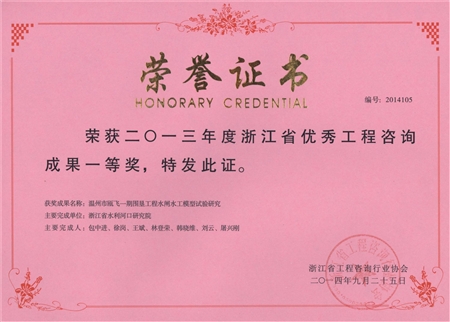 荣誉证书
HONORARY CREDENTIAL
编号:2014105
荣获二〇一三年度浙江省优秀工程咨询
成果一等奖,特发此证。
获奖成果名称:温州市瓯飞一期围垦工程水闸水工模型试验研究
主要完成单位:浙江省水利河口研究院
主要完成人:包中进、徐岗、王斌、林登荣、韩晓维、刘云、屠兴刚
浙江省工程咨询行业协会
二〇一四年九月二十五日